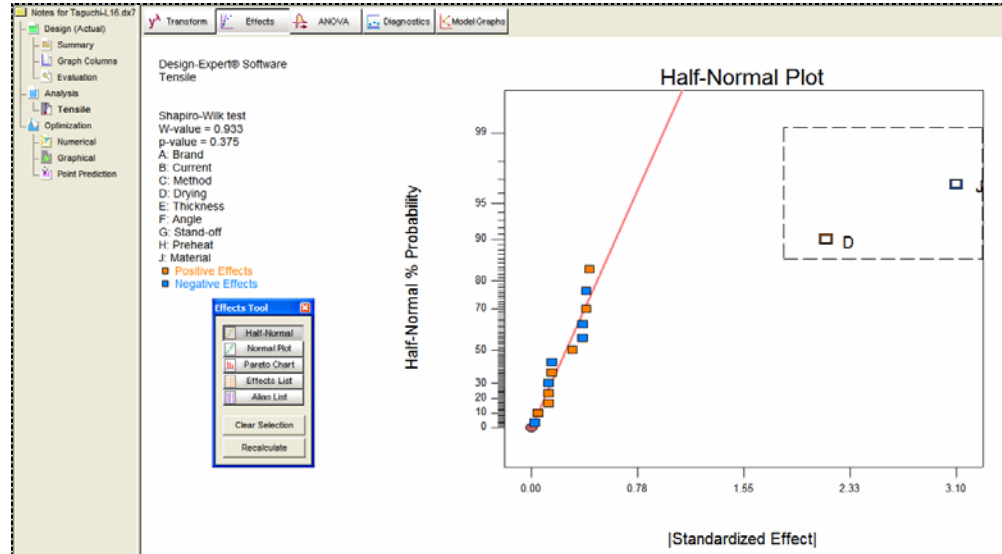 Notes for Taguchi-L16.dx7
Design (Actual)
Summary
Graph Columns
Evaluation
Analysis
Tensile
Optimization
Numerical
Graphical
Point Prediction
yλ Transform
Effects
ANOVA
Diagnostics
Model Graphs
Design-Expert® Software
Tensile
Shapiro-Wilk test
W-value = 0.933
p-value = 0.375
A: Brand
B: Current
C: Method
D: Drying
E: Thickness
F: Angle
G: Stand-off
H: Preheat
J: Material
Positive Effects
Negative Effects
Effects Tool
Half-Normal
Normal Plot
Pareto Chart
Effects List
Alias List
Clear Selection
Recalculate
Half-Normal Plot
Half-Normal % Probability
99
95
90
80
70
50
30
20
10
0
J
D
0.00
0.78
1.55
2.33
3.10
|Standardized Effect|